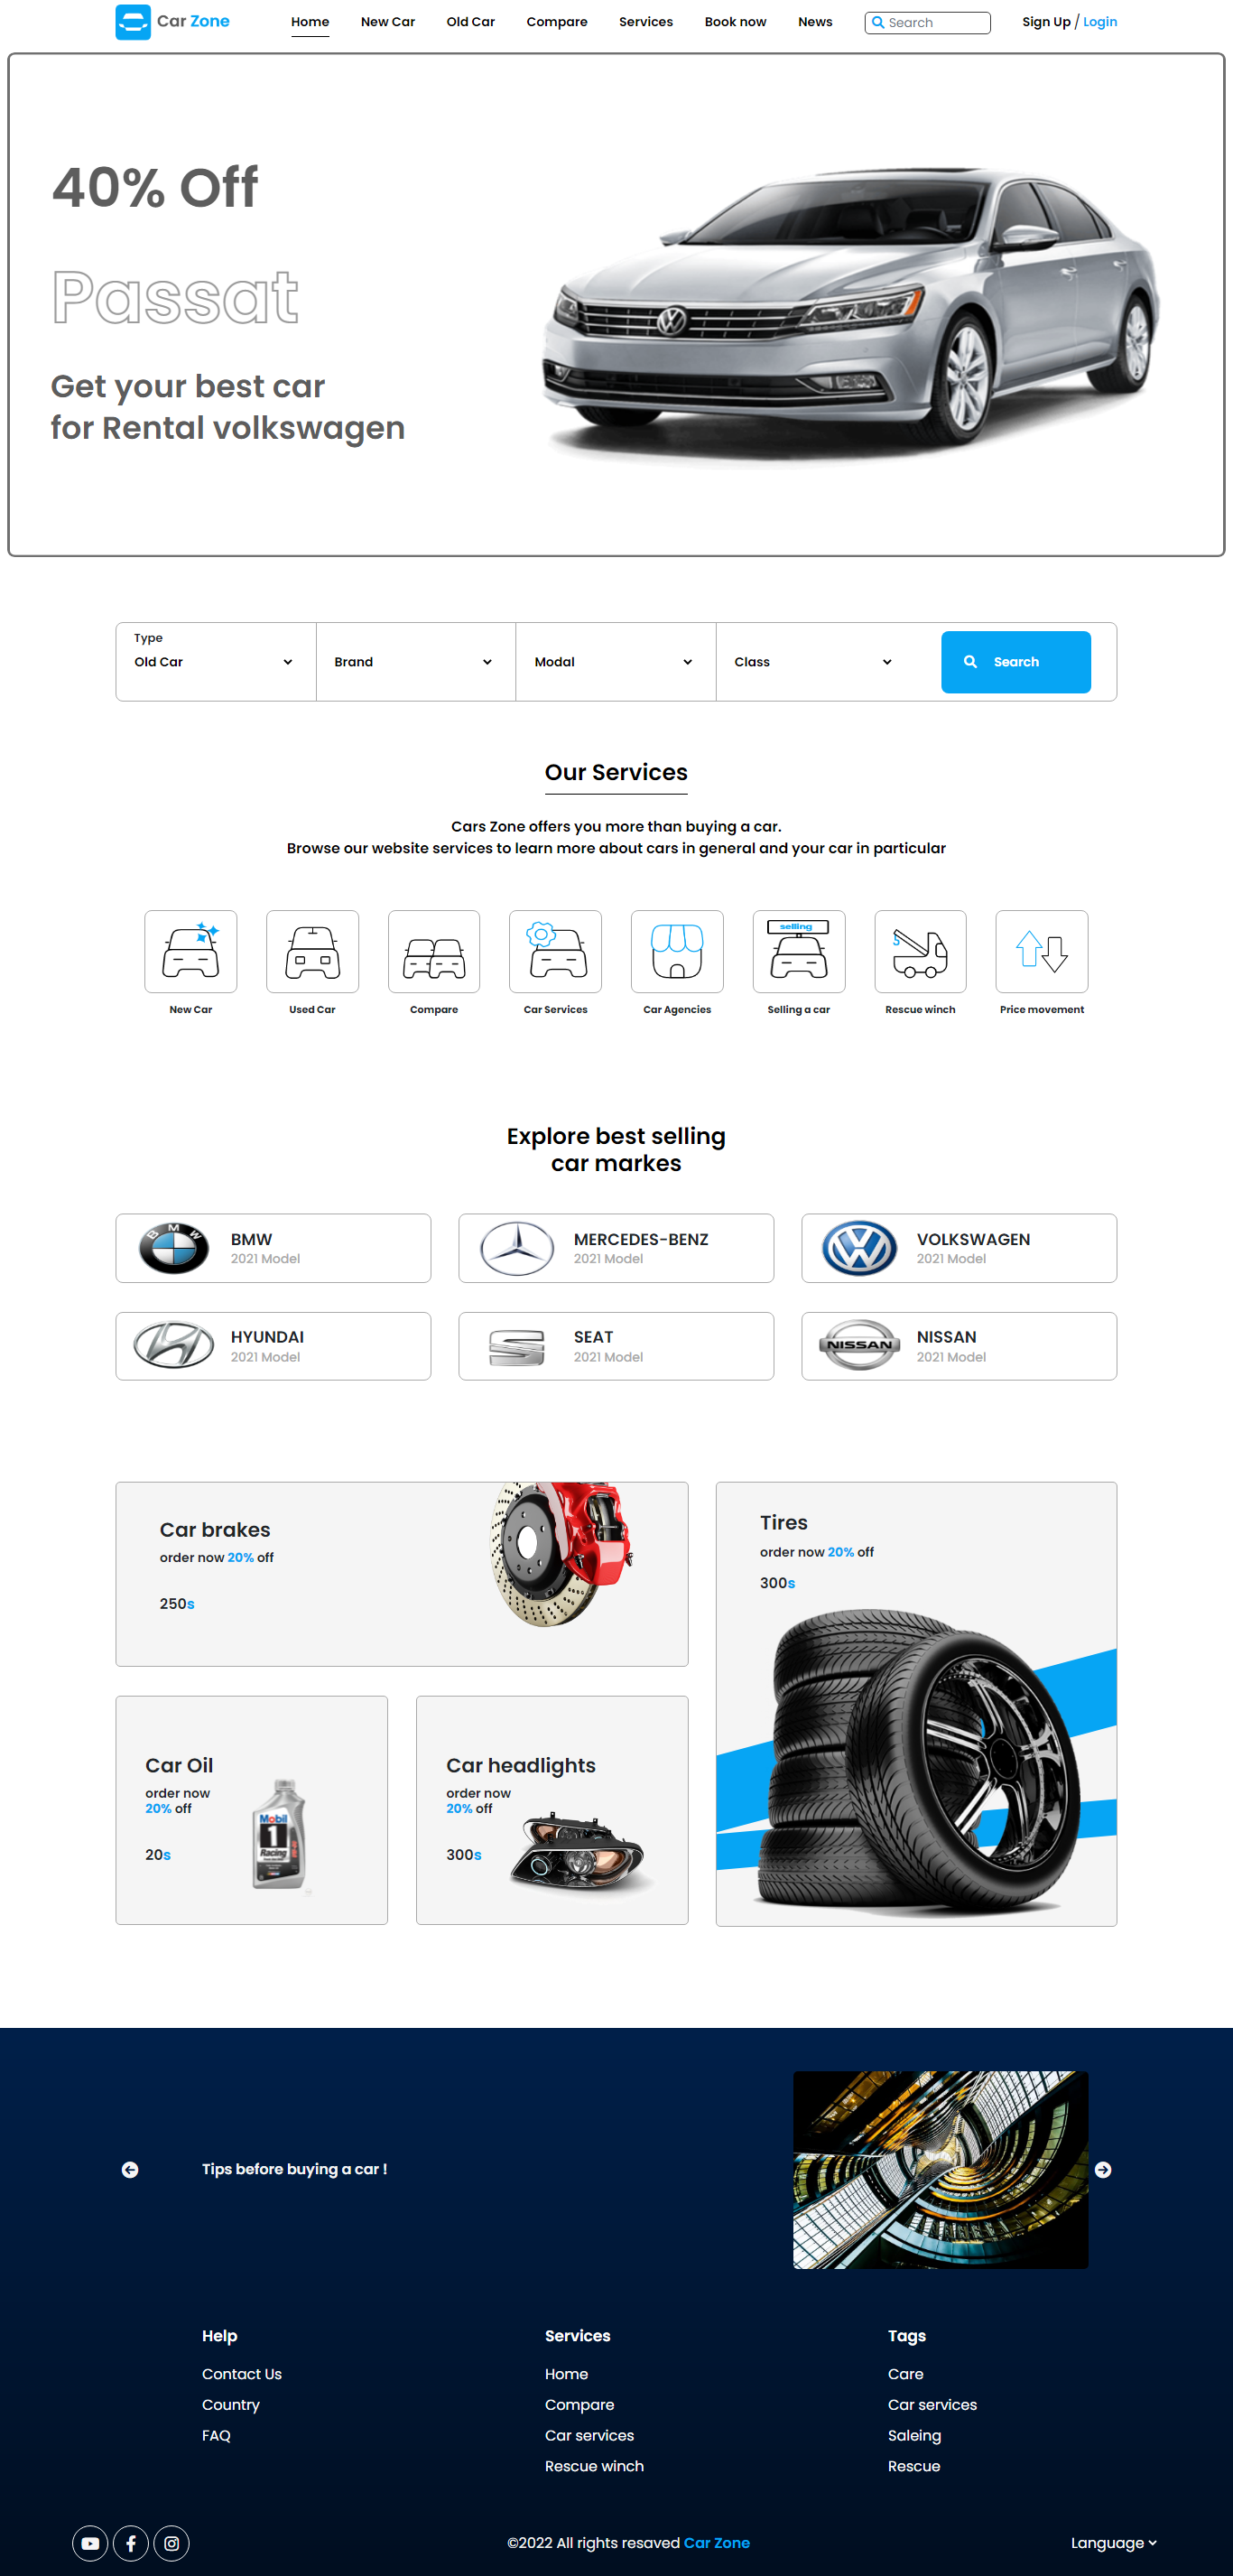 Car Zone
Home New Car Old Car Compare Services Book now News Search Sign Up / Login
40% Off
Passat
Get your best car
for Rental volkswagen
Type
Old Car Brand Modal Class Search
Our Services
Cars Zone offers you more than buying a car.
Browse our website services to learn more about cars in general and your car in particular
selling
New Car Used Car Compare Car Services Car Agencies Selling a car Rescue winch Price movement
Explore best selling
car markes
BMW
BMW
2021 Model
MERCEDES-BENZ
2021 Model
VOLKSWAGEN
2021 Model
HYUNDAI
2021 Model
SEAT
2021 Model
NISSAN
NISSAN
2021 Model
Car brakes
order now 20% off
250s
Tires
order now 20% off
300s
Car Oil
order now
20% off
20s
Mobil
1
Racing
Car headlights
order now
20% off
300s
Tips before buying a car !
Help
Contact Us
Country
FAQ
Services
Home
Compare
Car services
Rescue winch
Tags
Care
Car services
Saleing
Rescue
©2022 All rights resaved Car Zone
Language